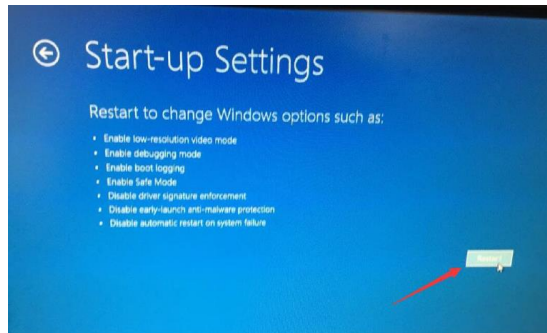 Start-up Settings
Restart to change Windows options such as:
• Enable low-resolution video mode
• Enable debugging mode
• Enable boot logging
• Enable Safe Mode
• Disable driver signature enforcement
• Disable early-launch anti-malware protection
• Disable automatic restart on system failure
Restart